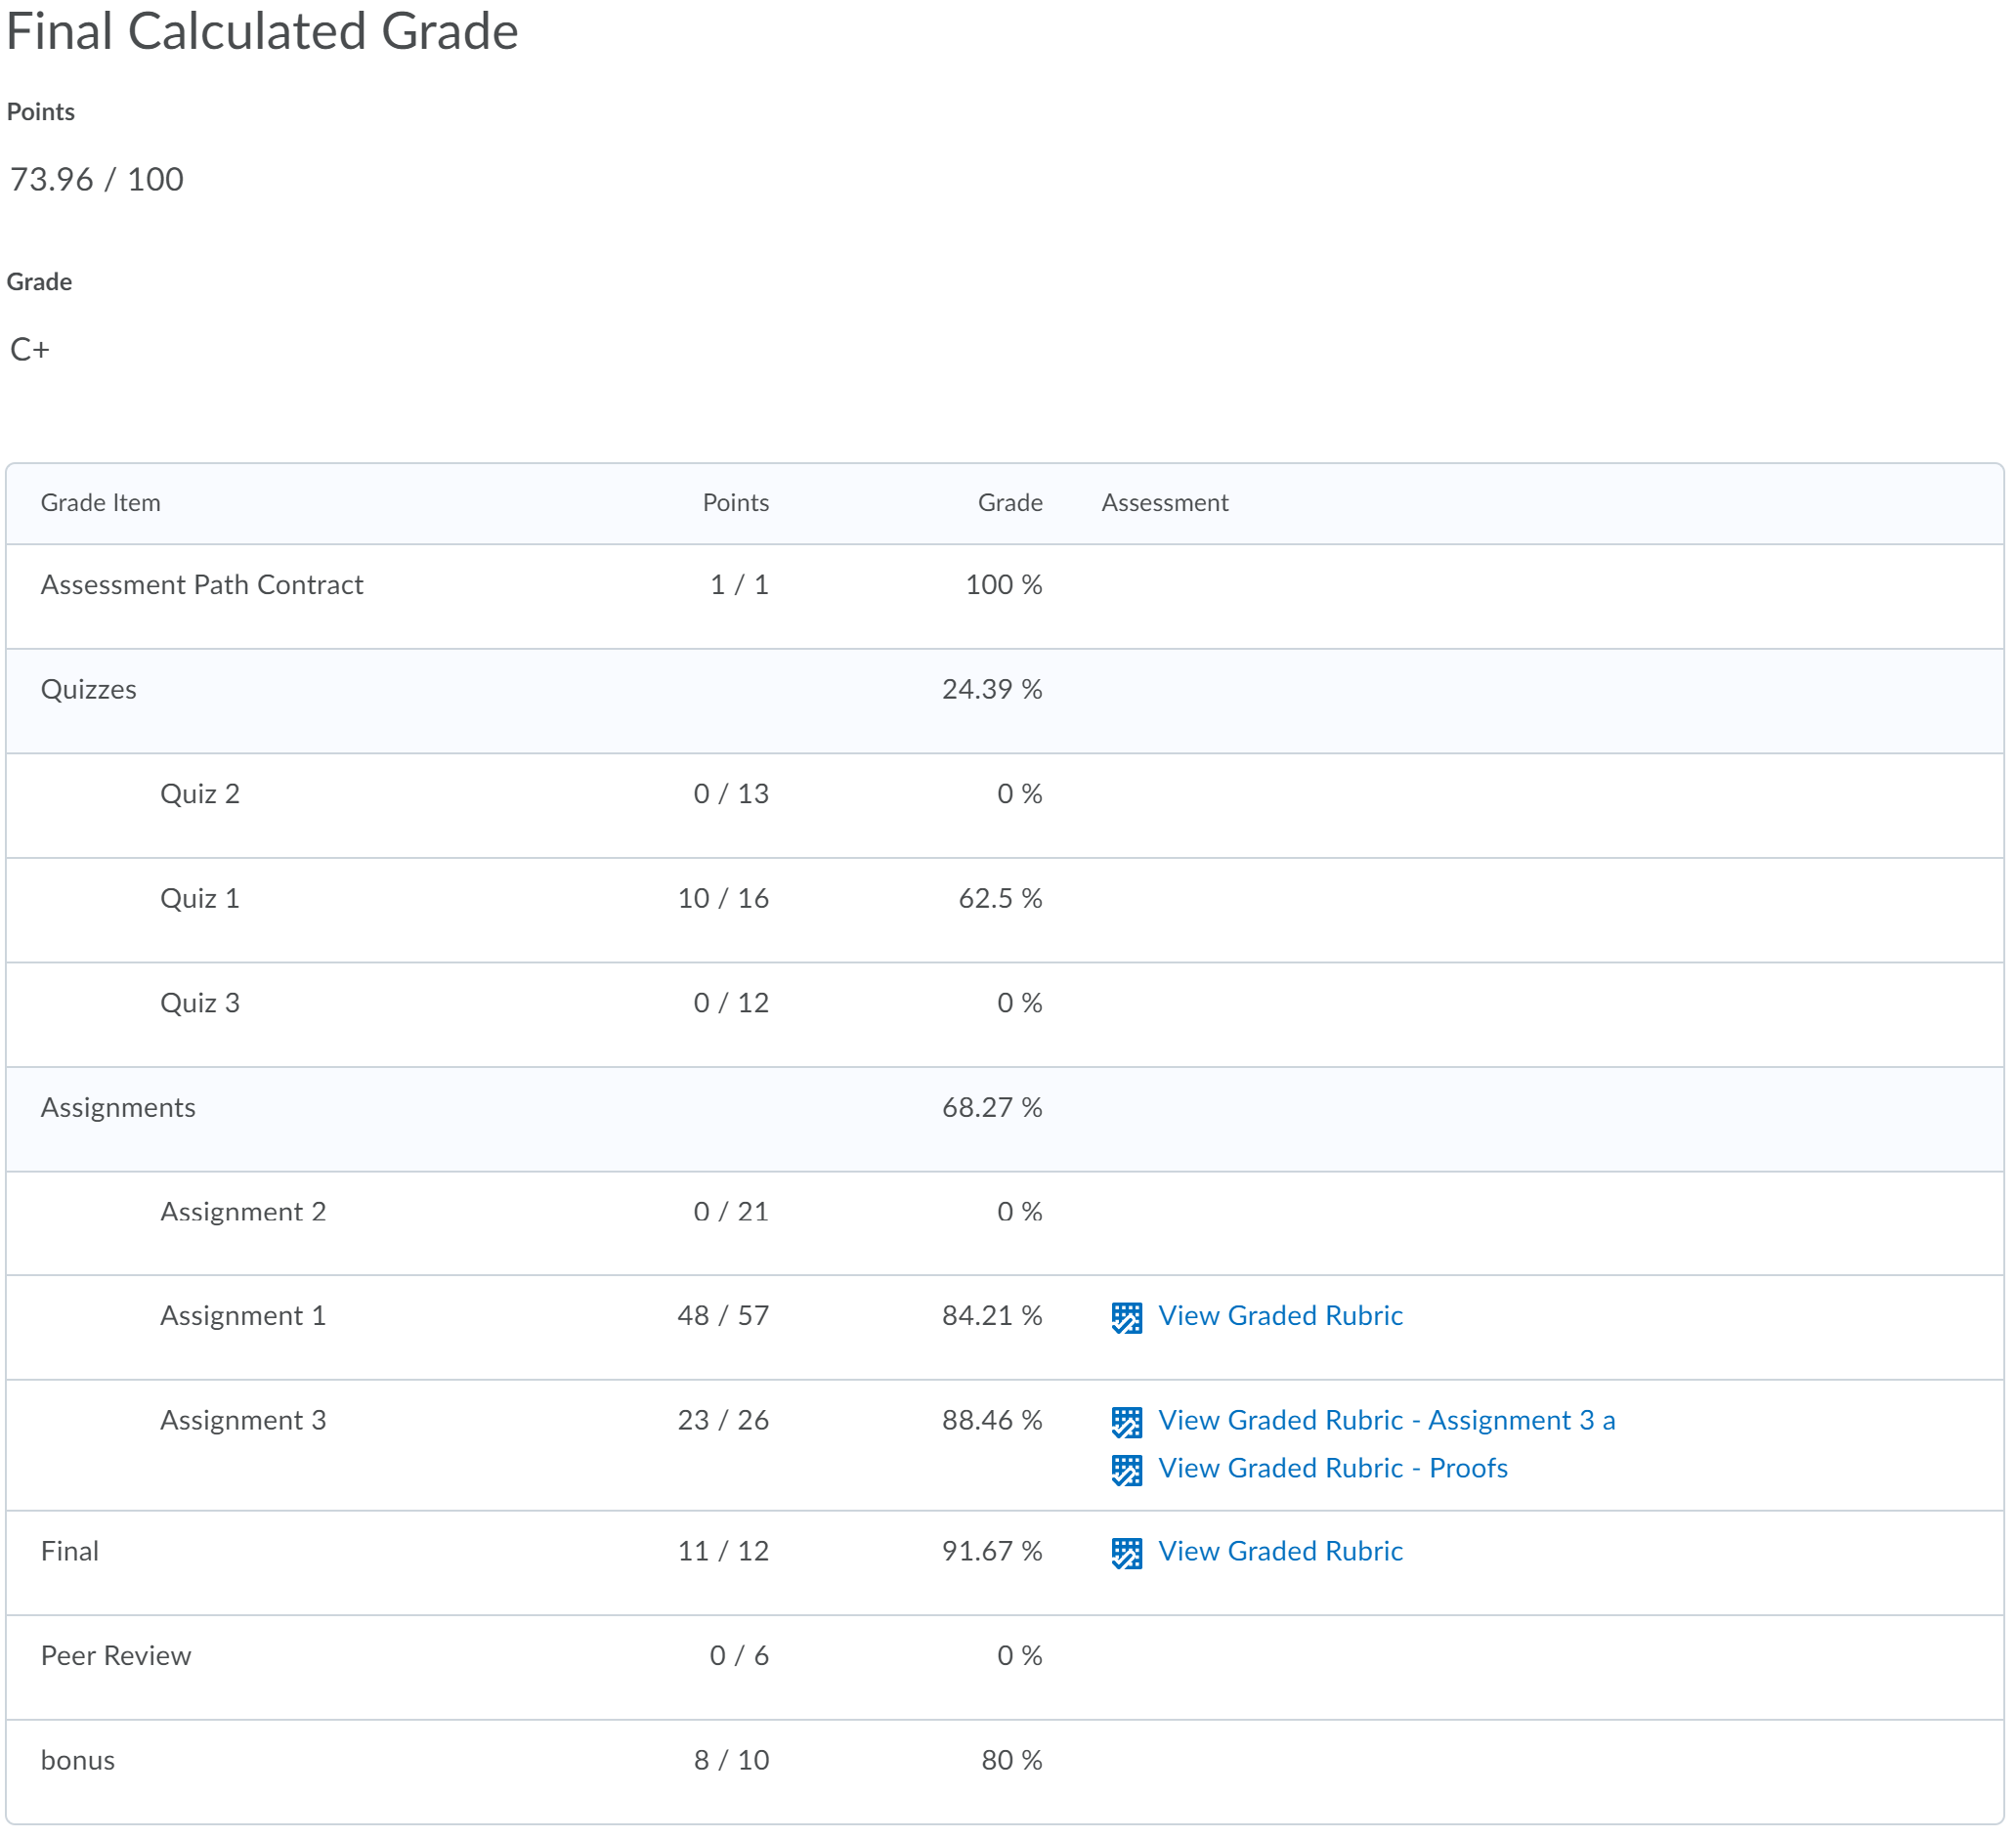 Final Calculated Grade
Points
73.96 / 100
Grade
C+
Grade Item Points Grade Assessment
Assessment Path Contract 1 / 1 100 %
Quizzes 24.39 %
Quiz 2 0 / 13 0 %
Quiz 1 10 / 16 62.5 %
Quiz 3 0 / 12 0 %
Assignments 68.27 %
Assignment 2 0 / 21 0 %
Assignment 1 48 / 57 84.21 % View Graded Rubric
Assignment 3 23 / 26 88.46 % View Graded Rubric - Assignment 3 a
View Graded Rubric - Proofs
Final 11 / 12 91.67 % View Graded Rubric
Peer Review 0 / 6 0 %
bonus 8 / 10 80 %